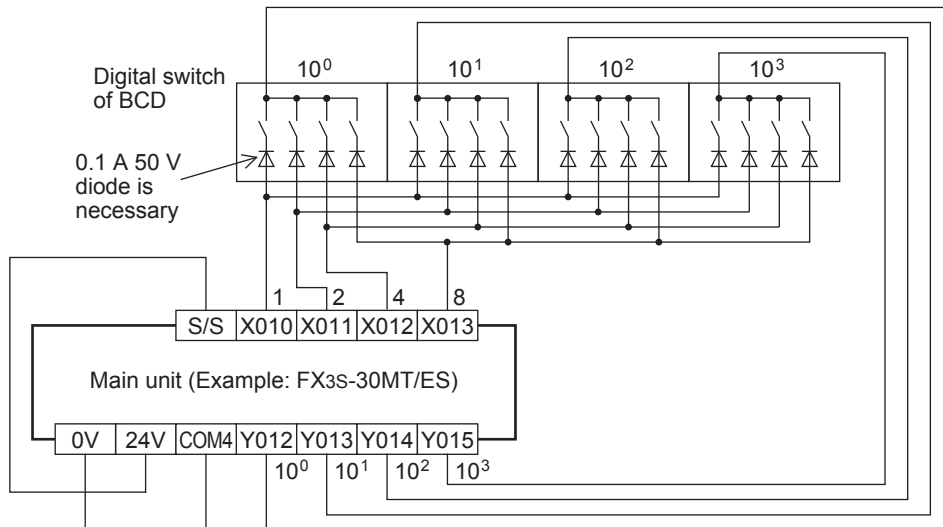 10⁰ 10¹ 10² 10³
Digital switch
of BCD
0.1 A 50 V
diode is
necessary
1 2 4 8
S/S X010 X011 X012 X013
Main unit (Example: FX3S-30MT/ES)
0V 24V COM4 Y012 Y013 Y014 Y015
10⁰ 10¹ 10² 10³